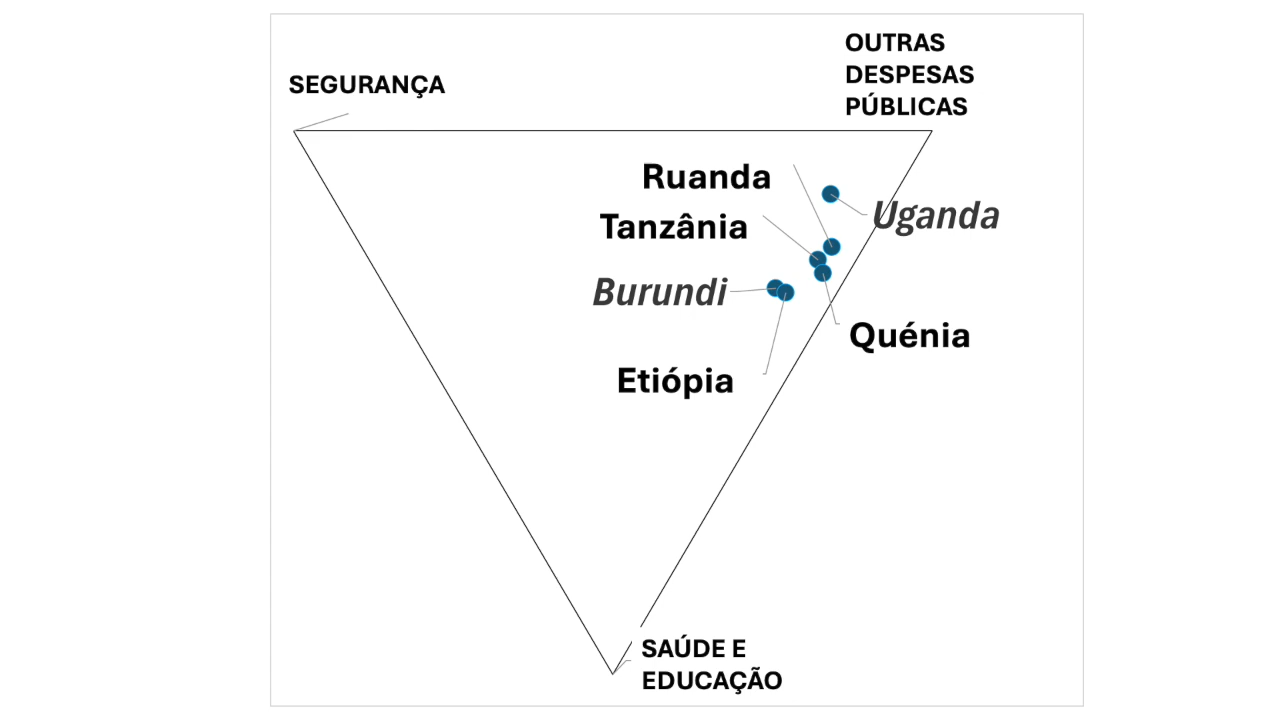 OUTRAS
DESPESAS
PÚBLICAS
SEGURANÇA
Ruanda
Uganda
Tanzânia
Burundi
Quénia
Etiópia
SAÚDE E
EDUCAÇÃO